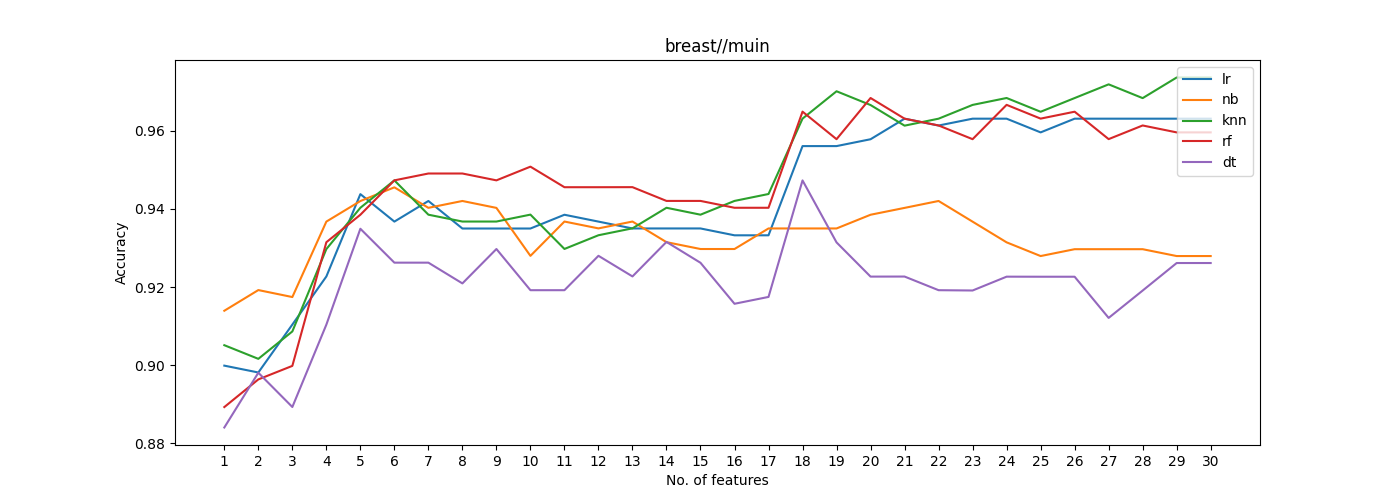 breast//muin
lr
nb
knn
rf
dt
Accuracy
0.96
0.94
0.92
0.90
0.88
1 2 3 4 5 6 7 8 9 10 11 12 13 14 15 16 17 18 19 20 21 22 23 24 25 26 27 28 29 30
No. of features